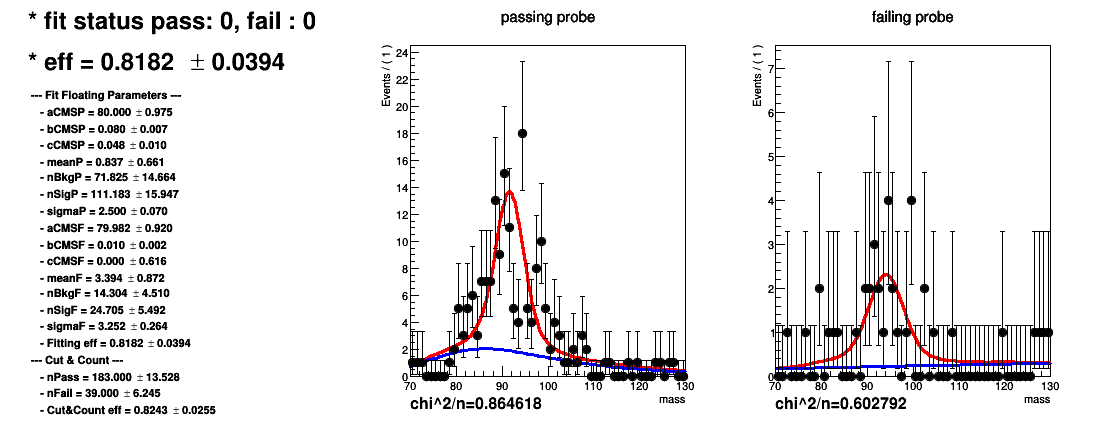 * fit status pass: 0, fail : 0
* eff = 0.8182 ± 0.0394
--- Fit Floating Parameters ---
- aCMSP = 80.000 ± 0.975
- bCMSP = 0.080 ± 0.007
- cCMSP = 0.048 ± 0.010
- meanP = 0.837 ± 0.661
- nBkgP = 71.825 ± 14.664
- nSigP = 111.183 ± 15.947
- sigmaP = 2.500 ± 0.070
- aCMSF = 79.982 ± 0.920
- bCMSF = 0.010 ± 0.002
- cCMSF = 0.000 ± 0.616
- meanF = 3.394 ± 0.872
- nBkgF = 14.304 ± 4.510
- nSigF = 24.705 ± 5.492
- sigmaF = 3.252 ± 0.264
- Fitting eff = 0.8182 ± 0.0394
--- Cut & Count ---
- nPass = 183.000 ± 13.528
- nFail = 39.000 ± 6.245
- Cut&Count eff = 0.8243 ± 0.0255
passing probe
Events / ( 1 )
24
22
20
18
16
14
12
10
8
6
4
2
0
70 80 90 100 110 120 130
mass
chi^2/n=0.864618
failing probe
Events / ( 1 )
7
6
5
4
3
2
1
0
70 80 90 100 110 120 130
mass
chi^2/n=0.602792